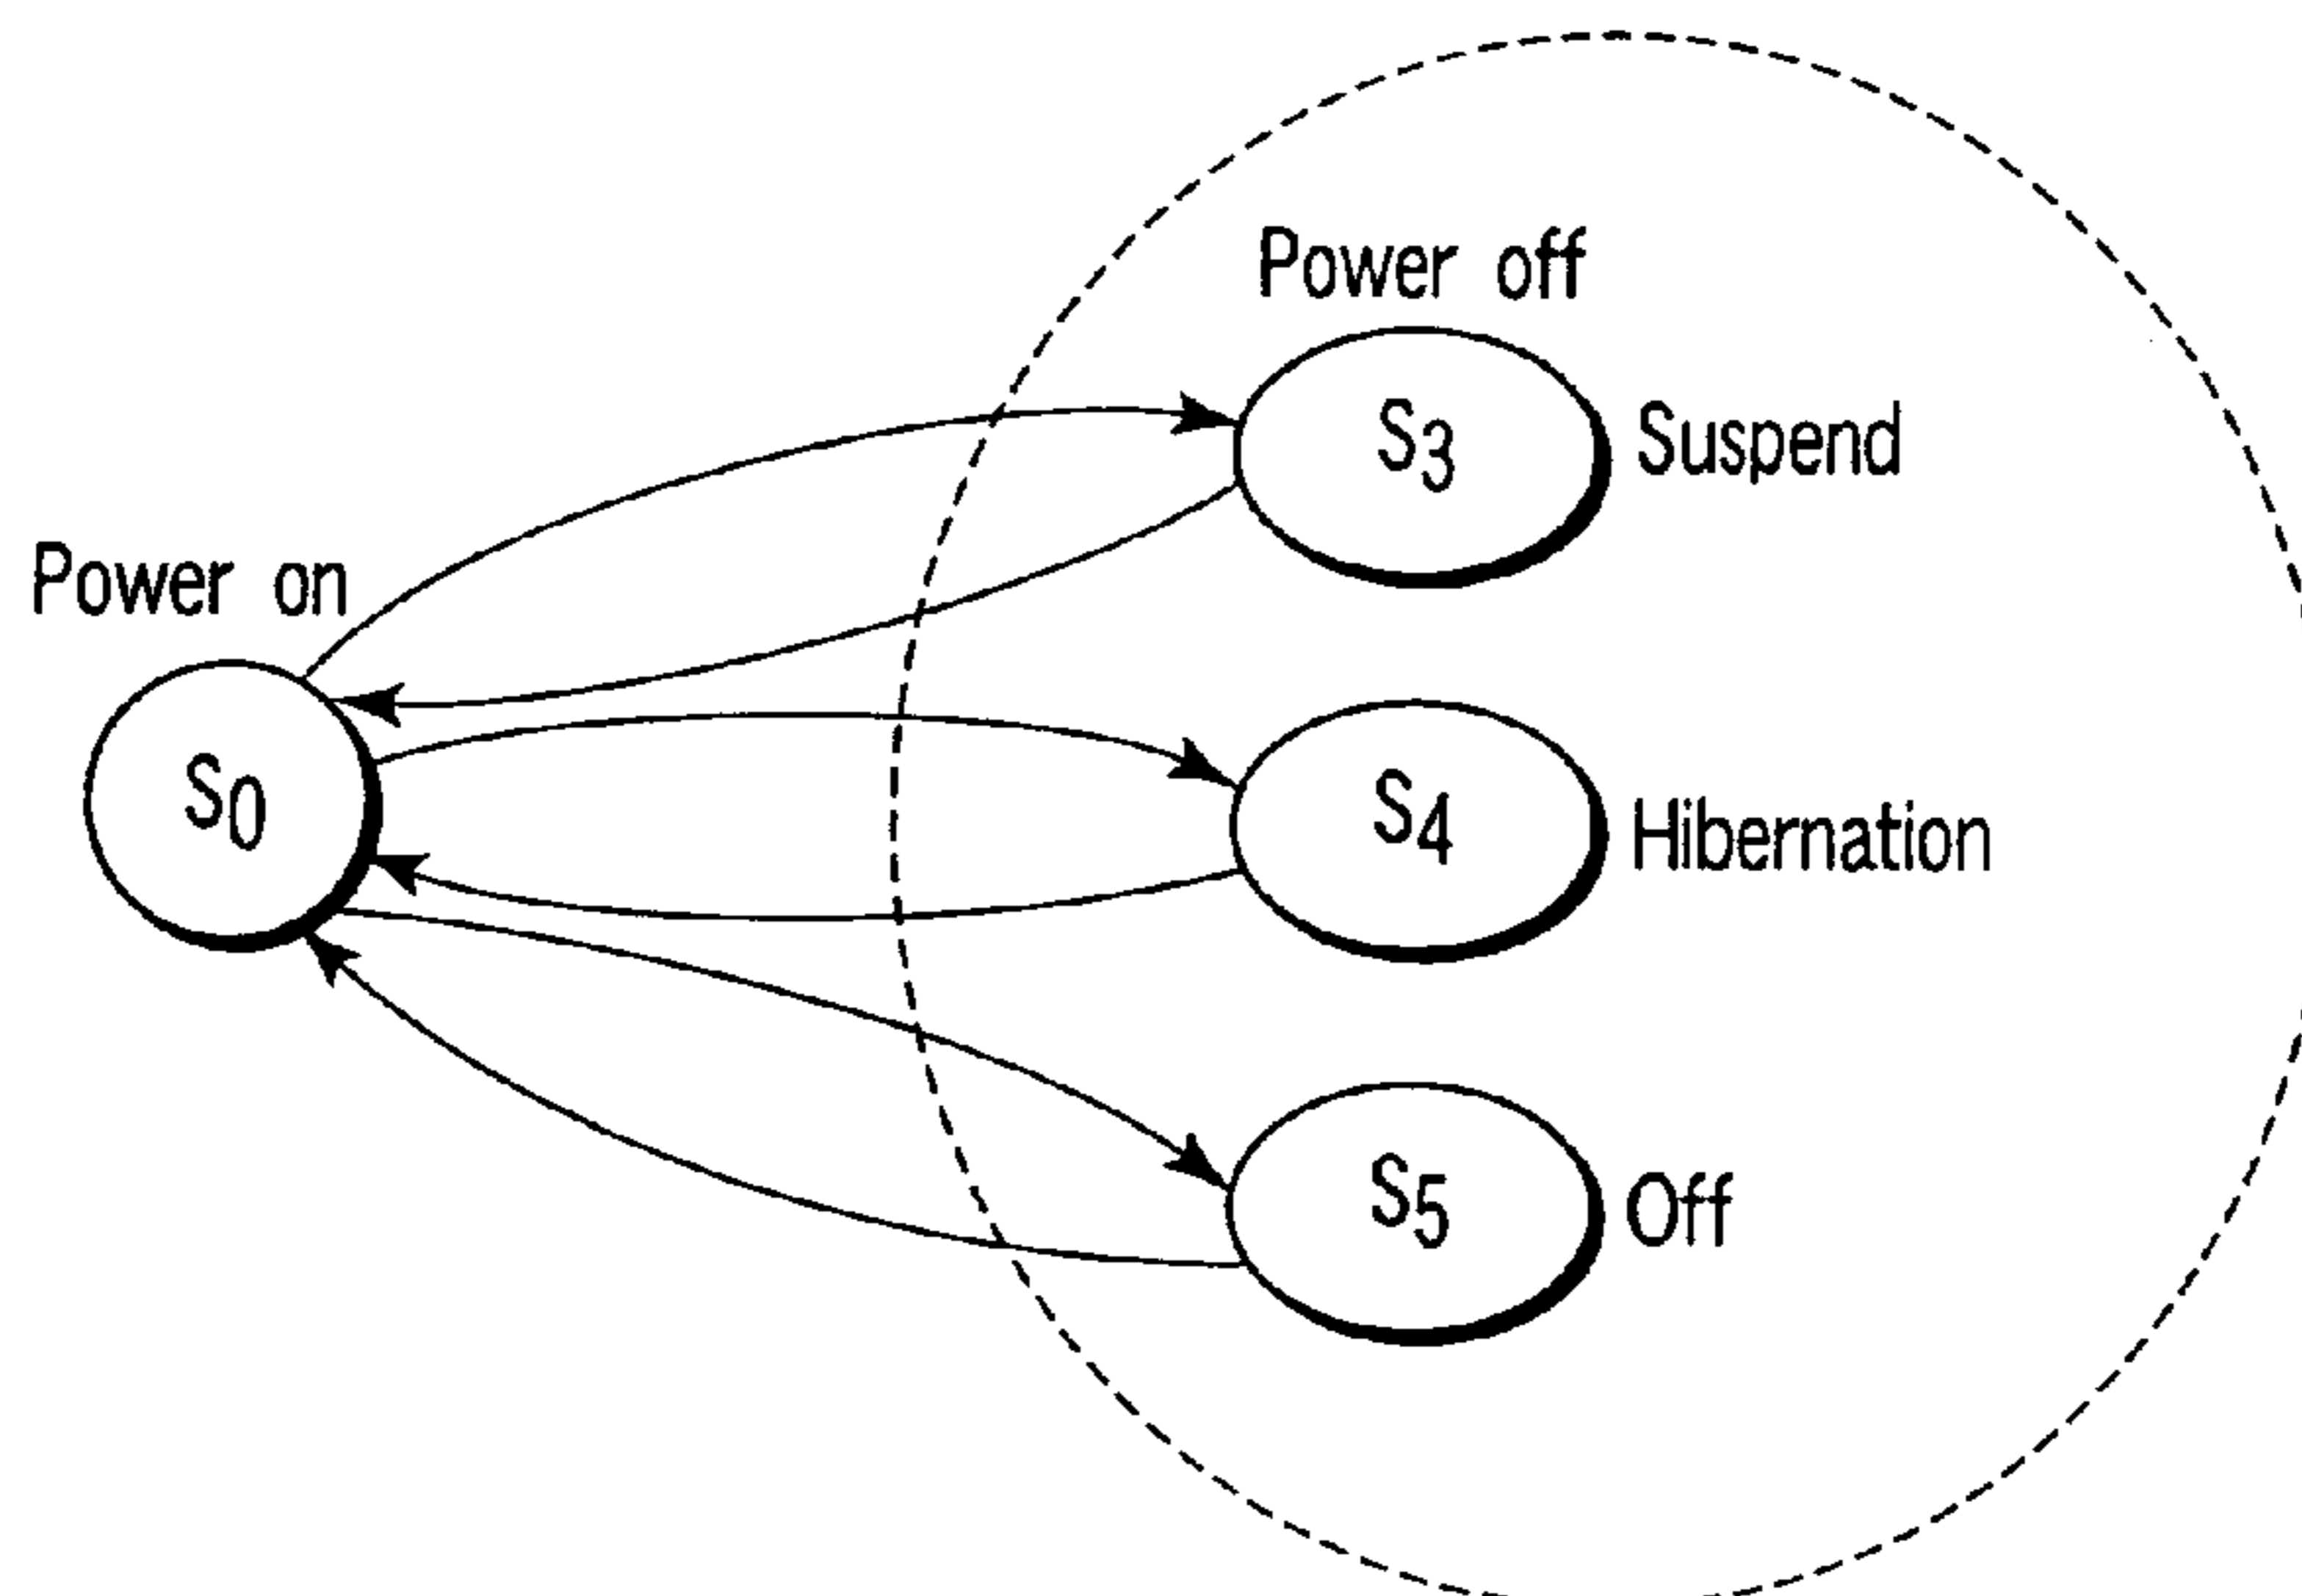 Power off
S3
Suspend
Power on
S0
S4
Hibernation
S5
Off